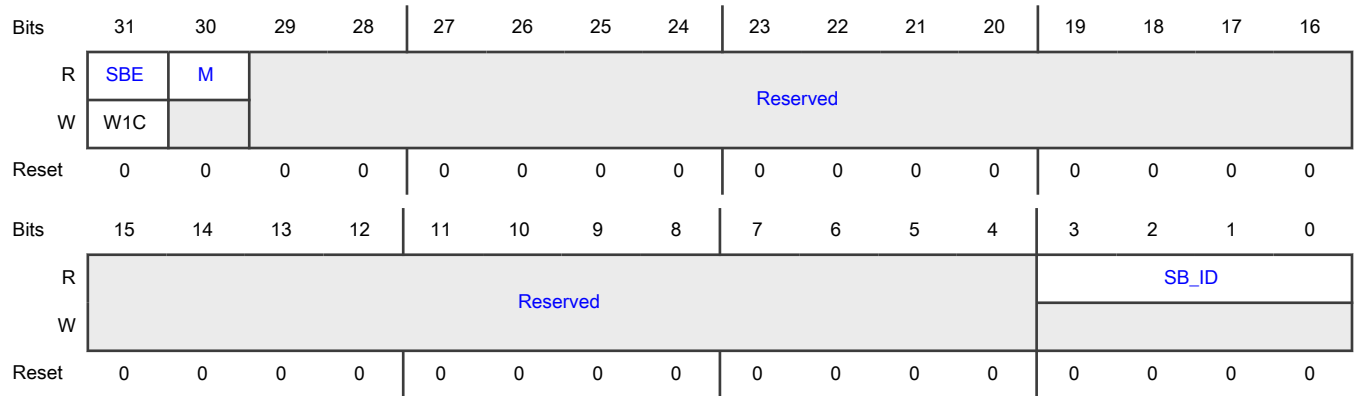 Bits 31 30 29 28 27 26 25 24 23 22 21 20 19 18 17 16
R SBE M
Reserved
W W1C
Reset 0 0 0 0 0 0 0 0 0 0 0 0 0 0 0 0
Bits 15 14 13 12 11 10 9 8 7 6 5 4 3 2 1 0
R SB_ID
Reserved
W
Reset 0 0 0 0 0 0 0 0 0 0 0 0 0 0 0 0